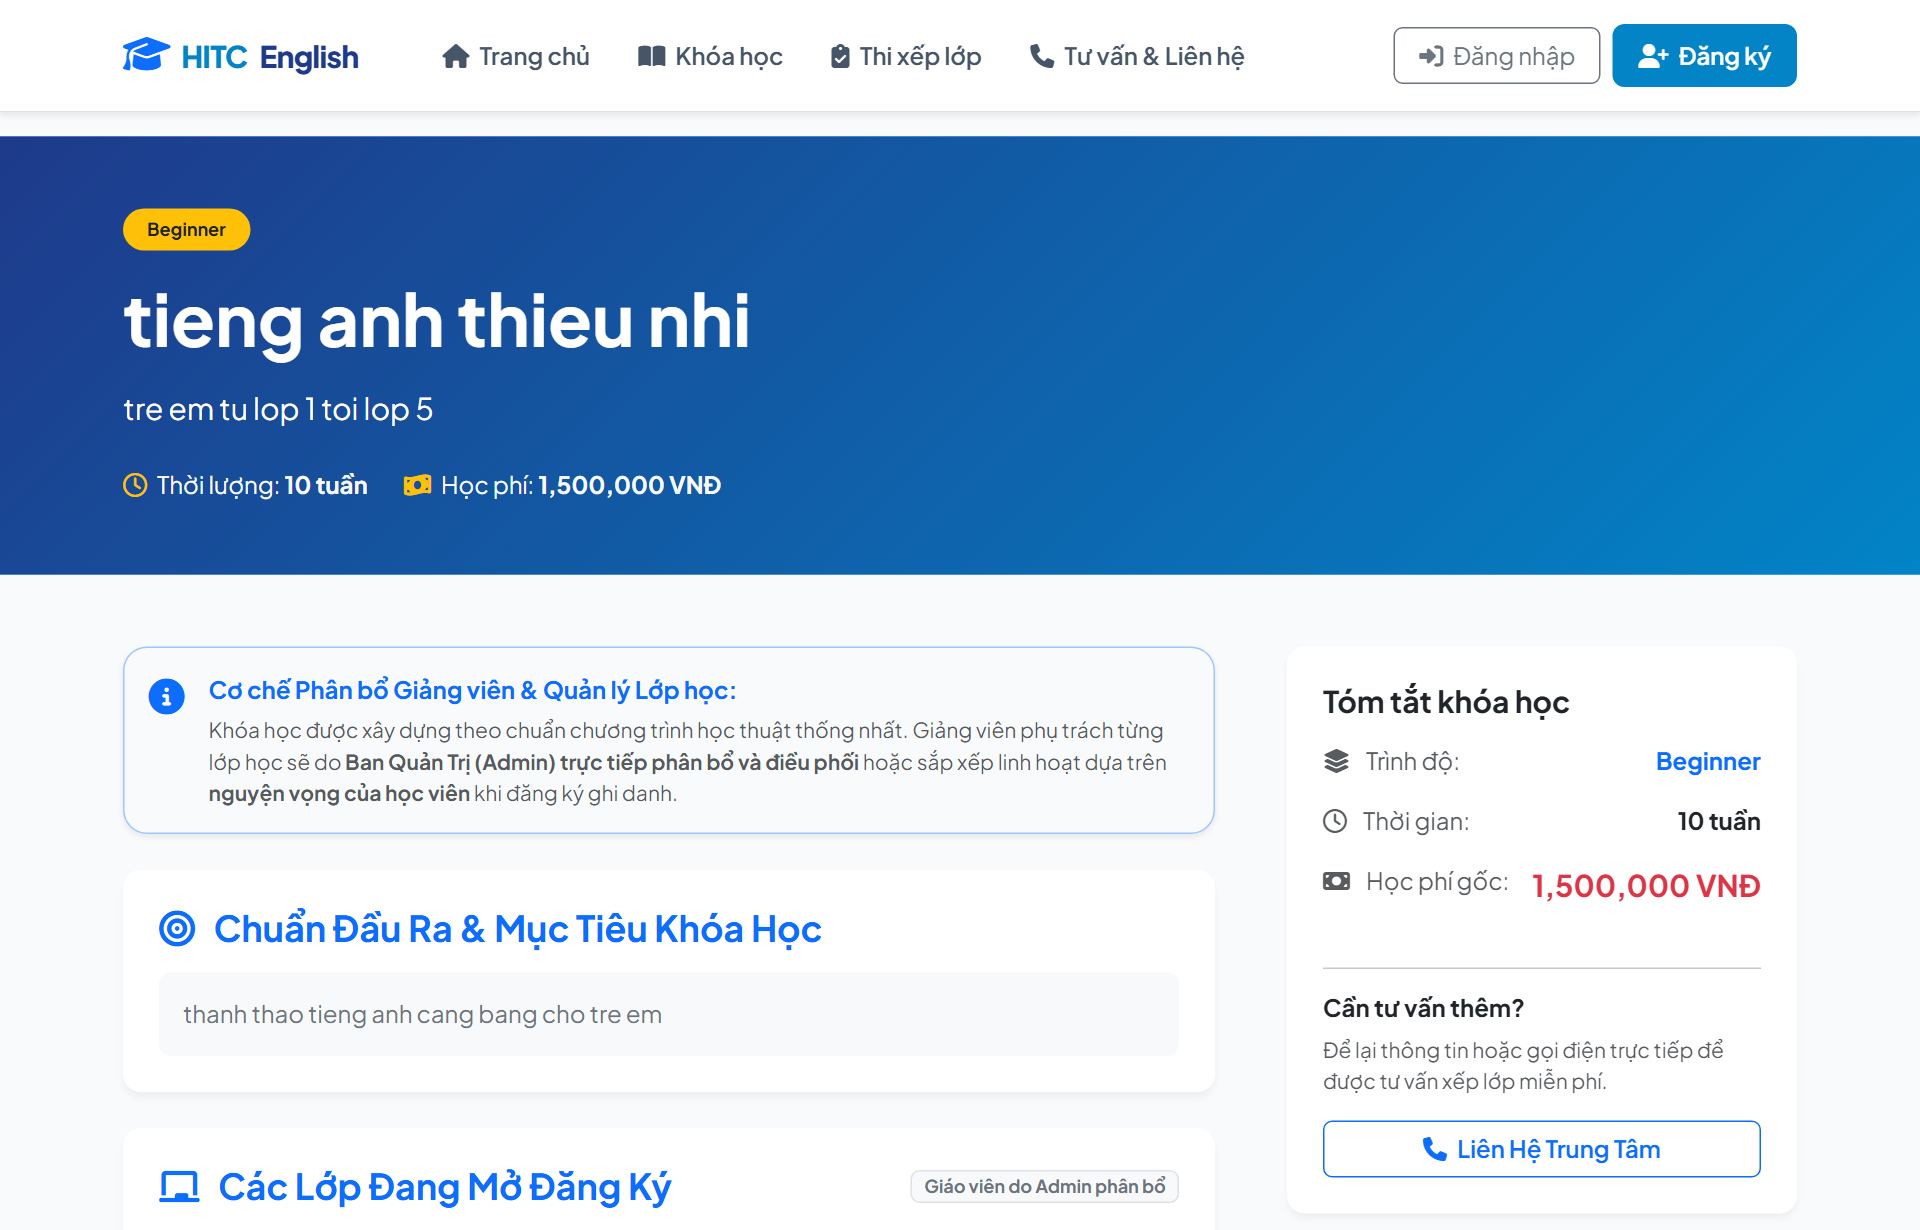 HITC English
Trang chủ
Khóa học
Thi xếp lớp
Tư vấn & Liên hệ
Đăng nhập
Đăng ký
Beginner
tieng anh thieu nhi
tre em tu lop 1 toi lop 5
Thời lượng: 10 tuần
Học phí: 1,500,000 VNĐ
Cơ chế Phân bổ Giảng viên & Quản lý Lớp học:
Khóa học được xây dựng theo chuẩn chương trình học thuật thống nhất. Giảng viên phụ trách từng
lớp học sẽ do Ban Quản Trị (Admin) trực tiếp phân bổ và điều phối hoặc sắp xếp linh hoạt dựa trên
nguyện vọng của học viên khi đăng ký ghi danh.
Chuẩn Đầu Ra & Mục Tiêu Khóa Học
thanh thao tieng anh cang bang cho tre em
Các Lớp Đang Mở Đăng Ký
Giáo viên do Admin phân bổ
Tóm tắt khóa học
Trình độ: Beginner
Thời gian: 10 tuần
Học phí gốc: 1,500,000 VNĐ
Cần tư vấn thêm?
Để lại thông tin hoặc gọi điện trực tiếp để
được tư vấn xếp lớp miễn phí.
Liên Hệ Trung Tâm